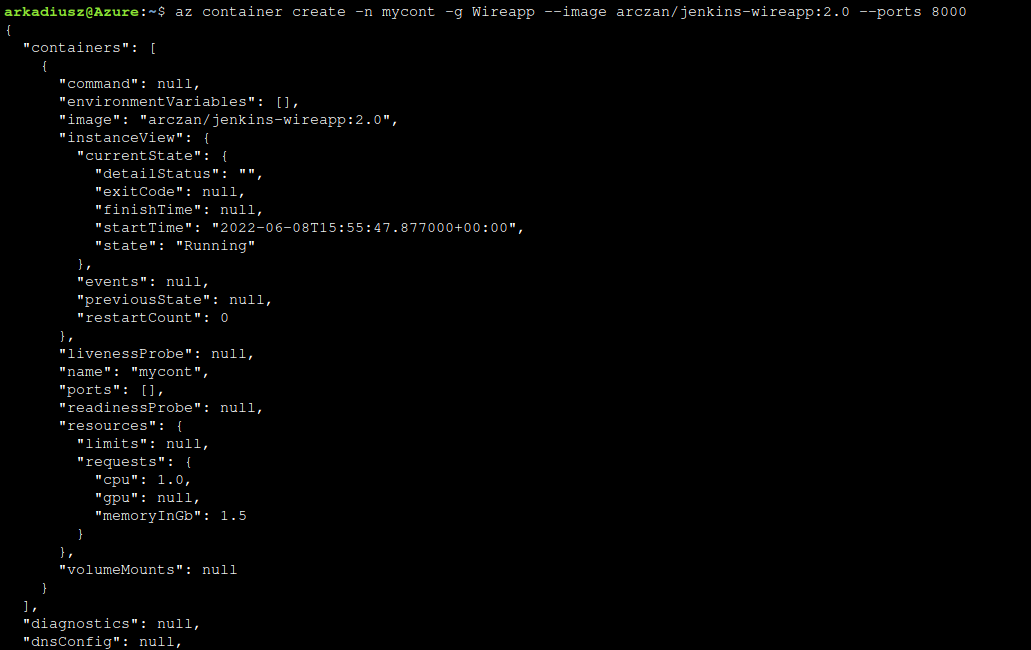 arkadiusz@Azure:~$ az container create -n mycont -g Wireapp --image arczan/jenkins-wireapp:2.0 --ports 8000
{
  "containers": [
    {
      "command": null,
      "environmentVariables": [],
      "image": "arczan/jenkins-wireapp:2.0",
      "instanceView": {
        "currentState": {
          "detailStatus": "",
          "exitCode": null,
          "finishTime": null,
          "startTime": "2022-06-08T15:55:47.877000+00:00",
          "state": "Running"
        },
        "events": null,
        "previousState": null,
        "restartCount": 0
      },
      "livenessProbe": null,
      "name": "mycont",
      "ports": [],
      "readinessProbe": null,
      "resources": {
        "limits": null,
        "requests": {
          "cpu": 1.0,
          "gpu": null,
          "memoryInGb": 1.5
        }
      },
      "volumeMounts": null
    }
  ],
  "diagnostics": null,
  "dnsConfig": null,